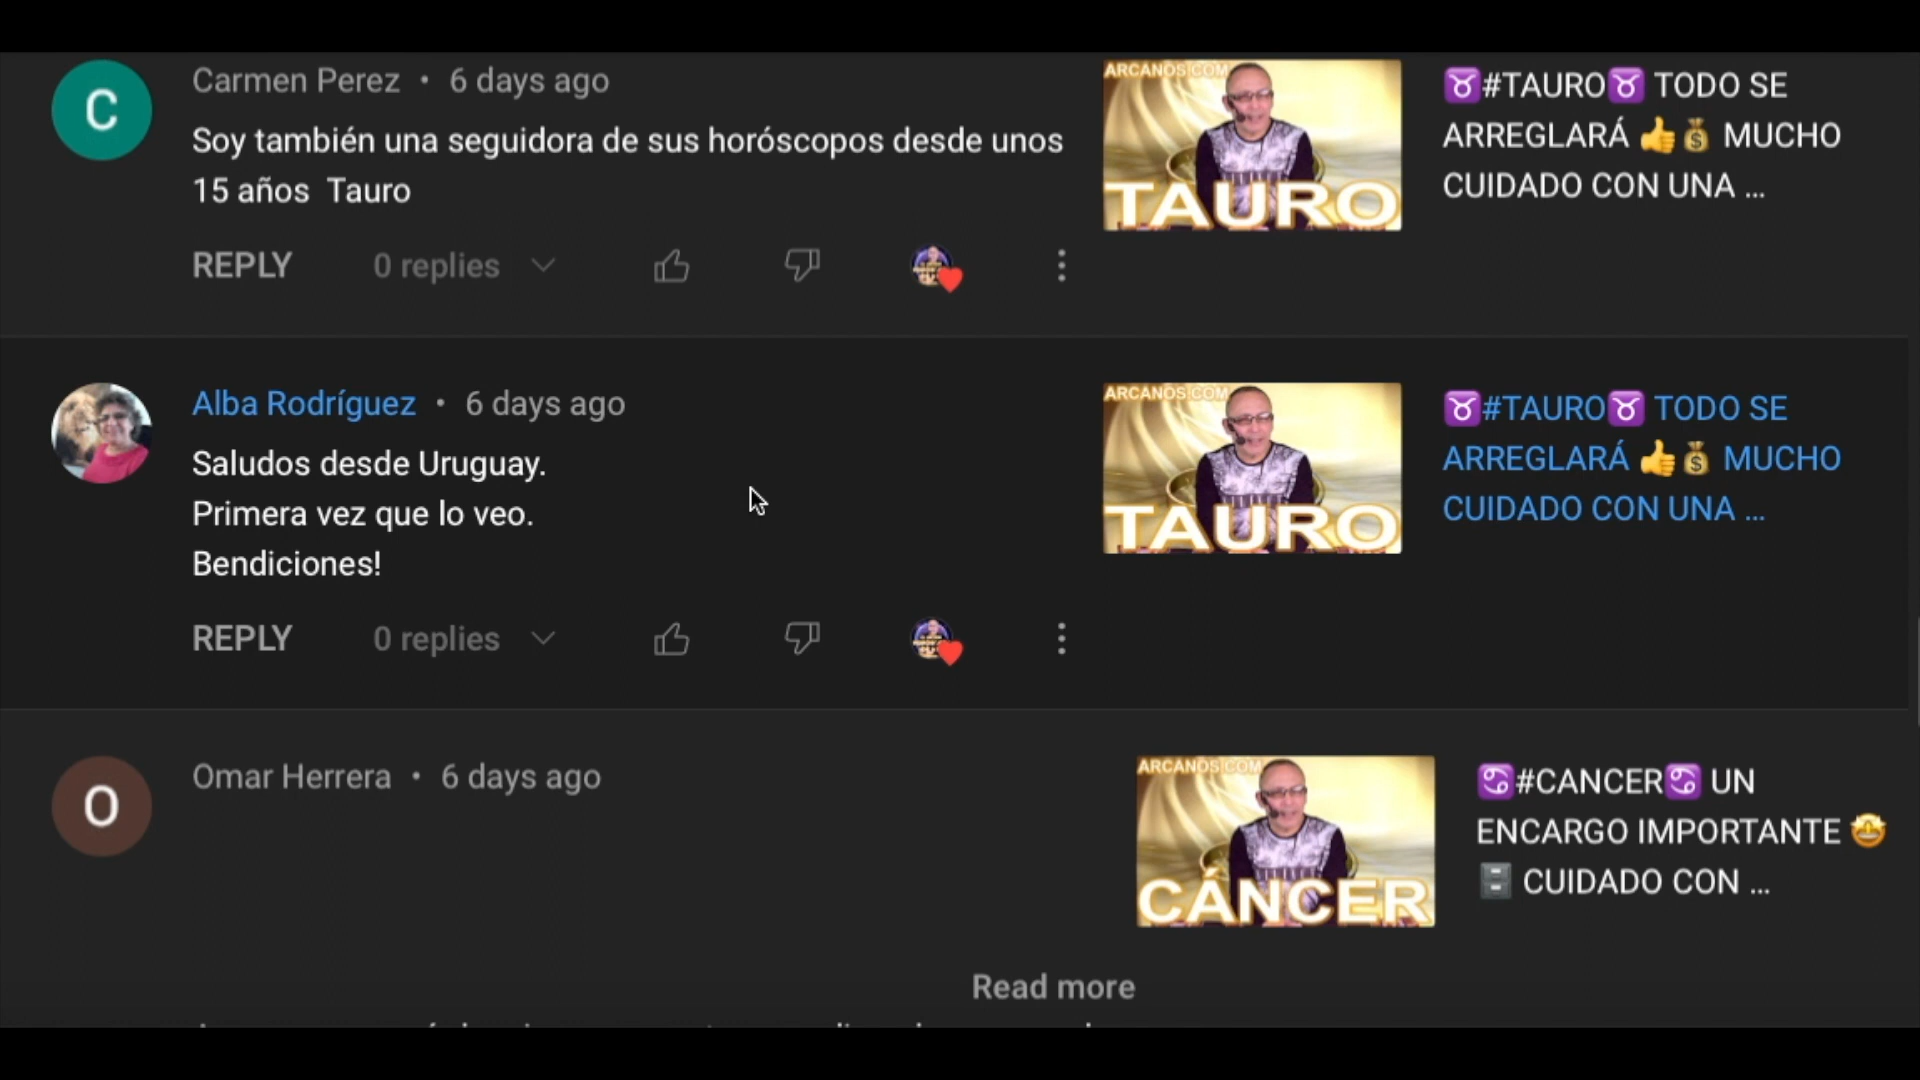 Carmen Perez • 6 days ago
Soy también una seguidora de sus horóscopos desde unos
15 años  Tauro
REPLY 0 replies
ARCANOS.COM
TAURO
♉#TAURO♉ TODO SE
ARREGLARÁ 👍💰 MUCHO
CUIDADO CON UNA ...
Alba Rodríguez • 6 days ago
Saludos desde Uruguay.
Primera vez que lo veo.
Bendiciones!
REPLY 0 replies
ARCANOS.COM
TAURO
♉#TAURO♉ TODO SE
ARREGLARÁ 👍💰 MUCHO
CUIDADO CON UNA ...
O
Omar Herrera • 6 days ago
ARCANOS.COM
CÁNCER
♋#CANCER♋ UN
ENCARGO IMPORTANTE 🤩
🗄️ CUIDADO CON ...
Read more
C